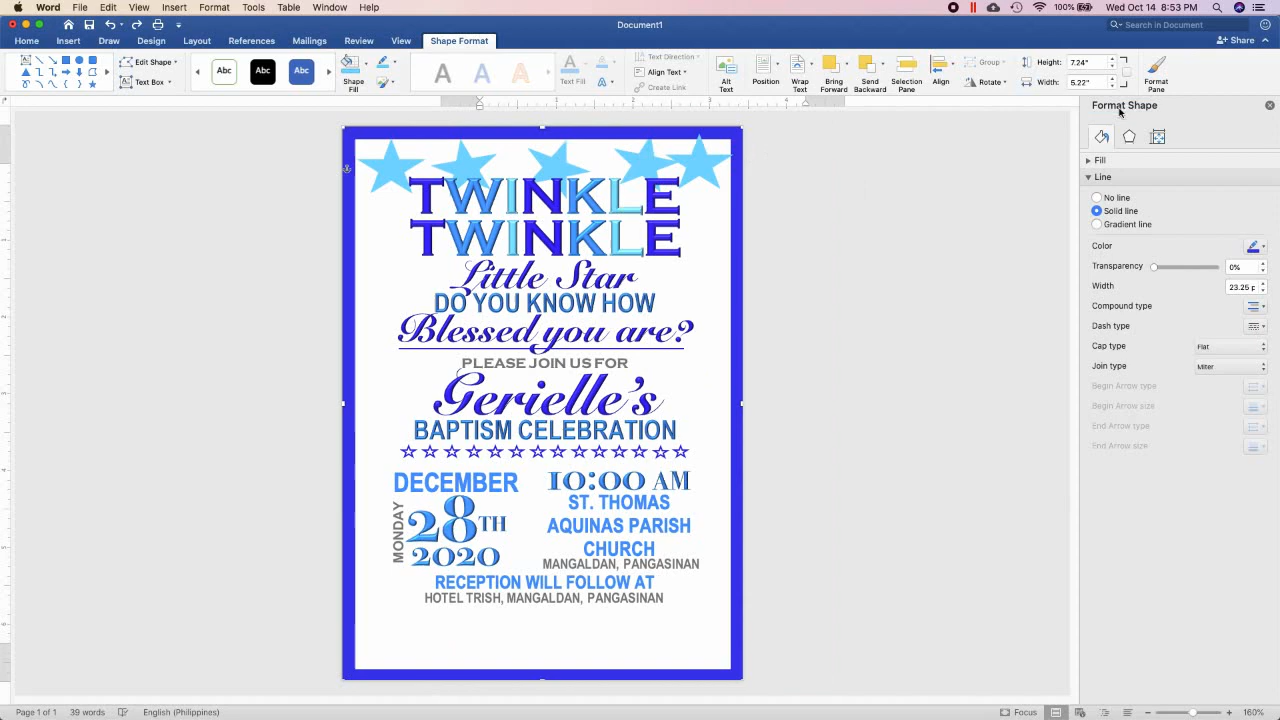 Word File Edit View Insert Format Tools Table Window Help 100% Wed Oct 14 8:53 PM
Document1
Search in Document
Home Insert Draw Design Layout References Mailings Review View Shape Format
Share
Edit Shape
Text Box
Abc Abc Abc
Shape Fill
A A A
Text Fill
Text Direction
Align Text
Create Link
Alt Text
Position
Wrap Text
Bring Forward
Send Backward
Selection Pane
Align
Group
Rotate
Height: 7.24"
Width: 5.22"
Format Pane
Format Shape
Fill
Line
No line
Solid line
Gradient line
Color
Transparency 0%
Width 23.25 p
Compound type
Dash type
Cap type Flat
Join type Miter
Begin Arrow type
Begin Arrow size
End Arrow type
End Arrow size
TWINKLE
TWINKLE
Little Star
DO YOU KNOW HOW
Blessed you are?
PLEASE JOIN US FOR
Gerielle's
BAPTISM CELEBRATION
DECEMBER
MONDAY
28TH
2020
10:00 AM
ST. THOMAS
AQUINAS PARISH
CHURCH
MANGALDAN, PANGASINAN
RECEPTION WILL FOLLOW AT
HOTEL TRISH, MANGALDAN, PANGASINAN
Page 1 of 1 39 words English (Philippines) Focus 160%